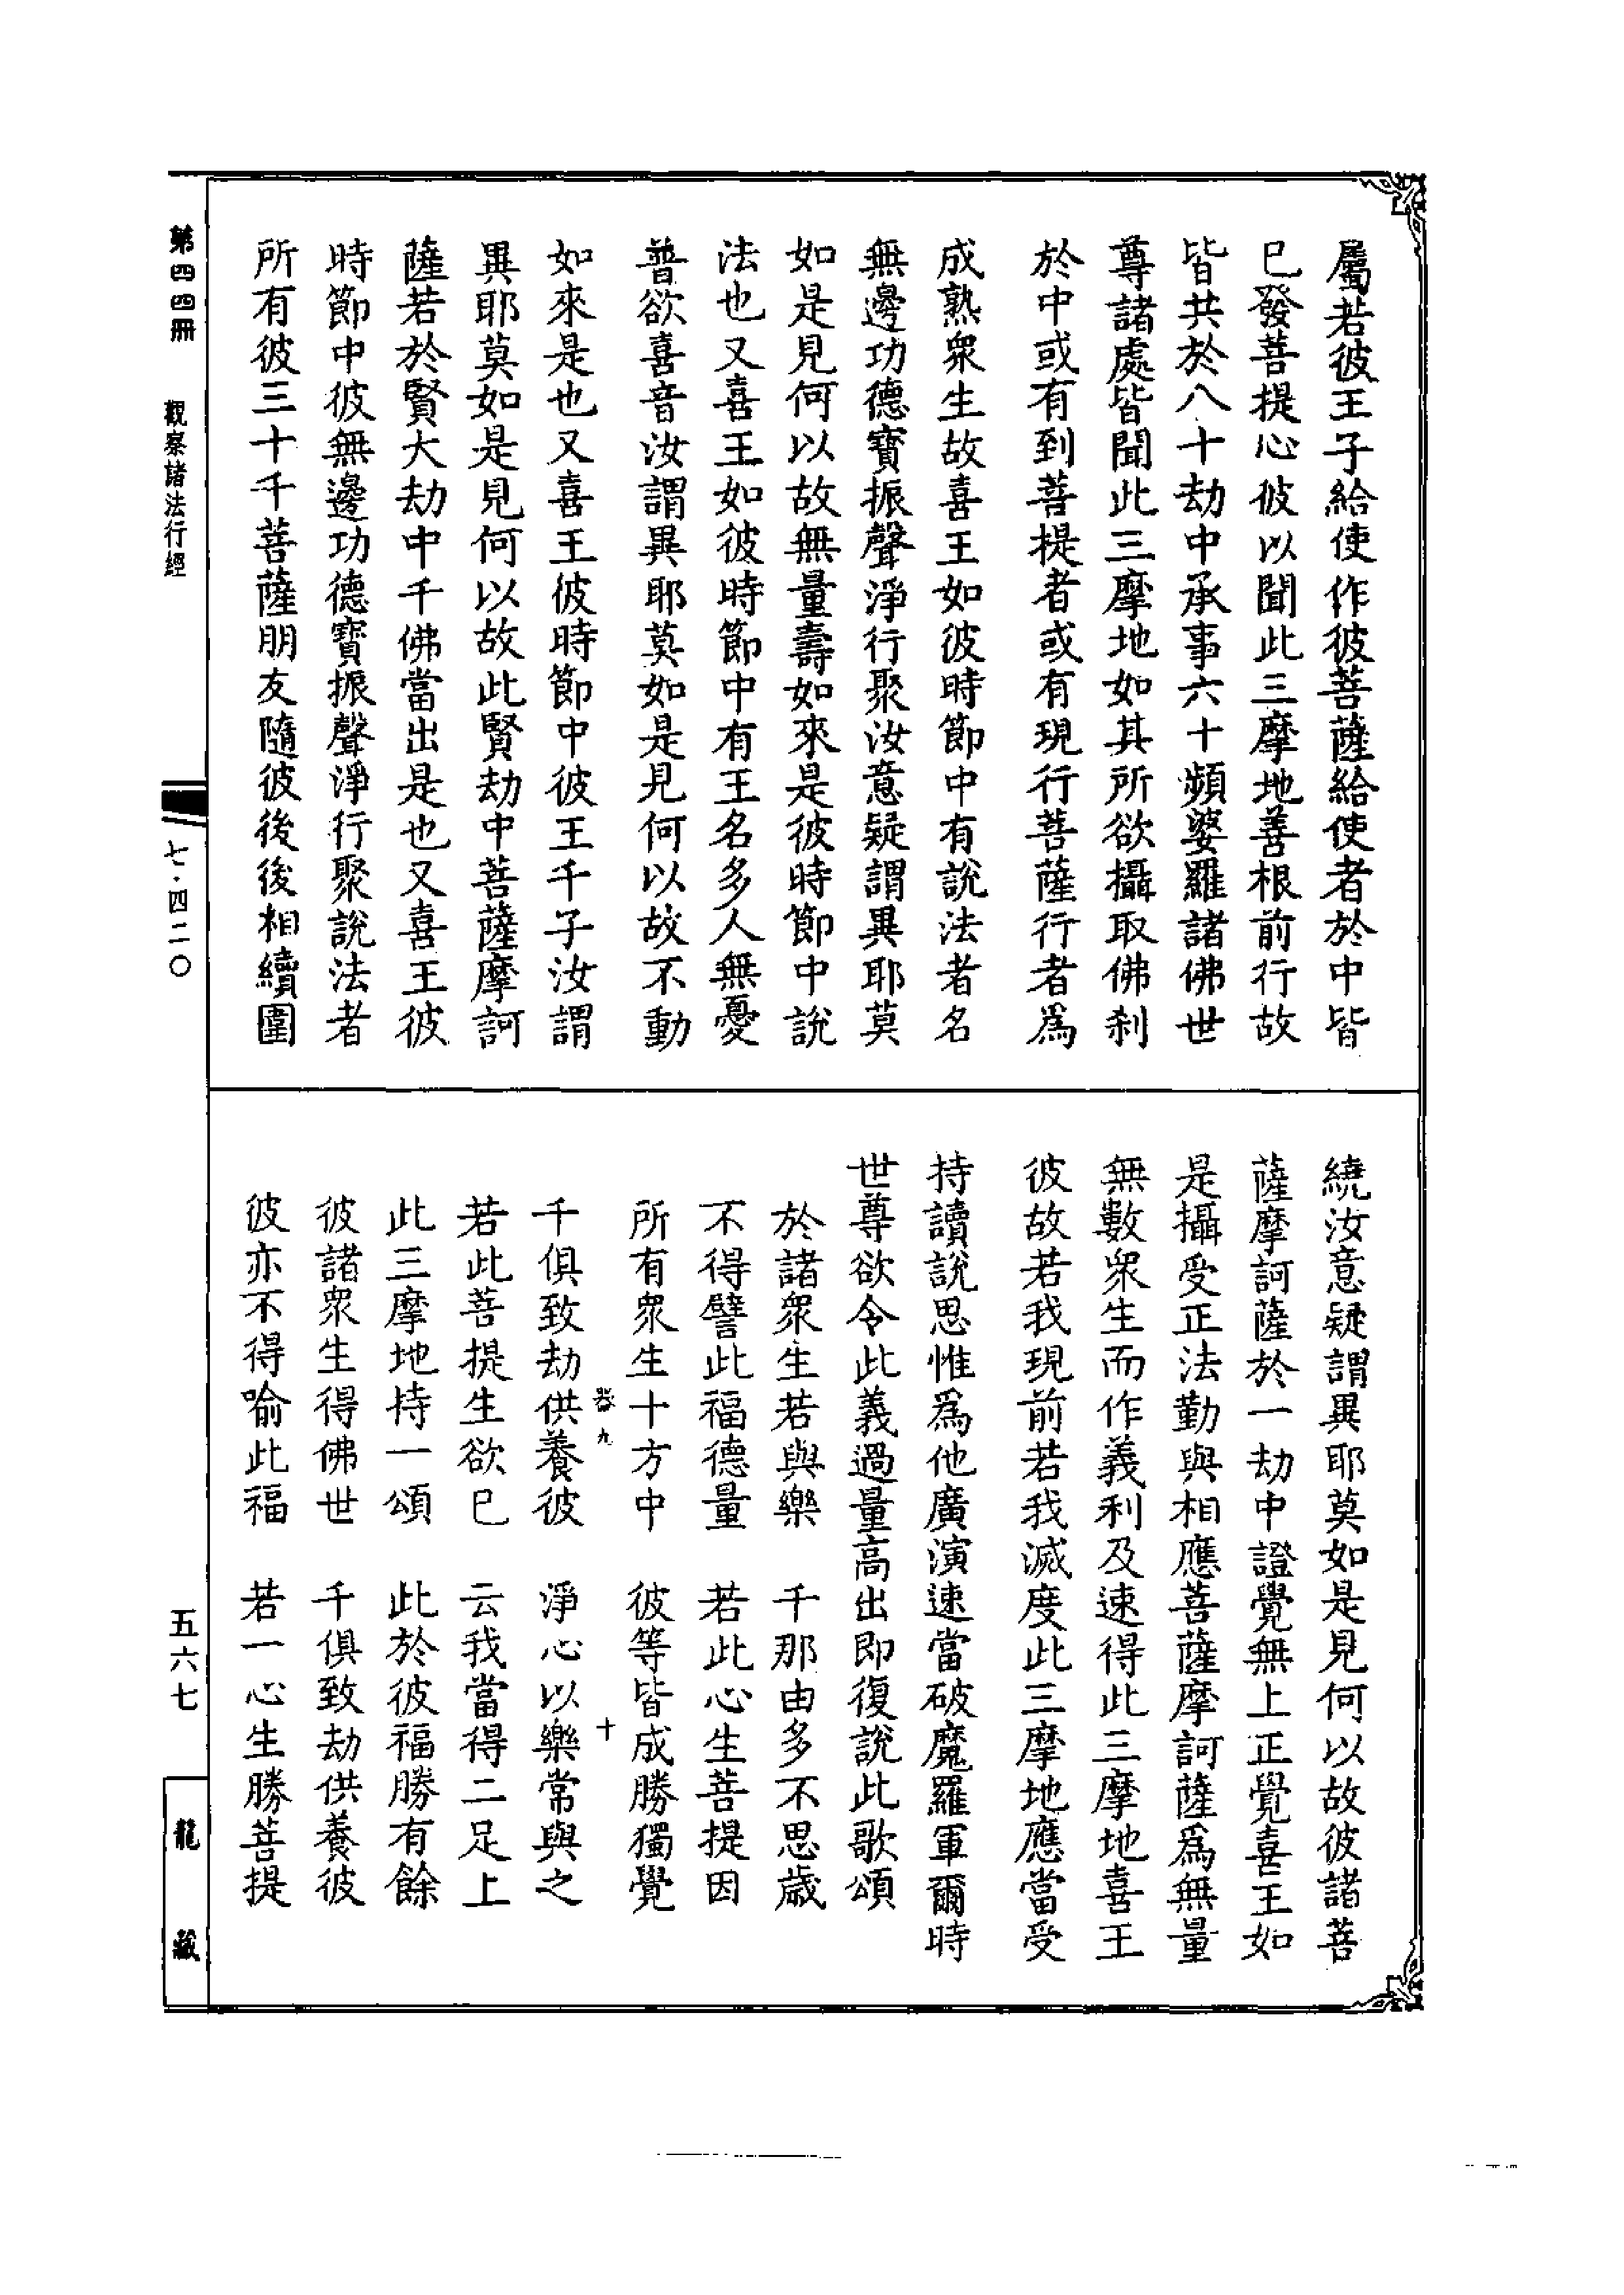 屬若彼王子給使作彼菩薩給使者於中皆
已發菩提心彼以聞此三摩地善根前行故
皆共於八十劫中承事六十頻婆羅諸佛世
尊諸處皆聞此三摩地如其所欲攝取佛剎
於中或有到菩提者或有現行菩薩行者爲
成熟衆生故喜王如彼時節中有說法者名
無邊功德寶振聲淨行聚汝意疑謂異耶莫
如是見何以故無量壽如來是彼時節中說
法也又喜王如彼時節中有王名多人無憂
普欲喜音汝謂異耶莫如是見何以故不動
如來是也又喜王彼時節中彼王千子汝謂
異耶莫如是見何以故此賢劫中菩薩摩訶
薩若於賢大劫中千佛當出是也又喜王彼
時節中彼無邊功德寶振聲淨行聚說法者
所有彼三十千菩薩朋友隨彼後後相續圍
繞汝意疑謂異耶莫如是見何以故彼諸菩
薩摩訶薩於一劫中證覺無上正覺喜王如
是攝受正法勤與相應菩薩摩訶薩爲無量
無數衆生而作義利及速得此三摩地喜王
彼故若我現前若我滅度此三摩地應當受
持讀說思惟爲他廣演速當破魔羅軍爾時
世尊欲令此義過量高出即復說此歌頌
於諸衆生若與樂　千那由多不思歲
不得譬此福德量　若此心生菩提因
所有衆生十方中　彼等皆成勝獨覺
千俱致劫供養彼　淨心以樂常與之
若此菩提生欲已　云我當得二足上
此三摩地持一頌　此於彼福勝有餘
彼諸衆生得佛世　千俱致劫供養彼
彼亦不得喻此福　若一心生勝菩提
九　十
第四四冊　觀察諸法行經　七·四二〇　五六七　龍藏